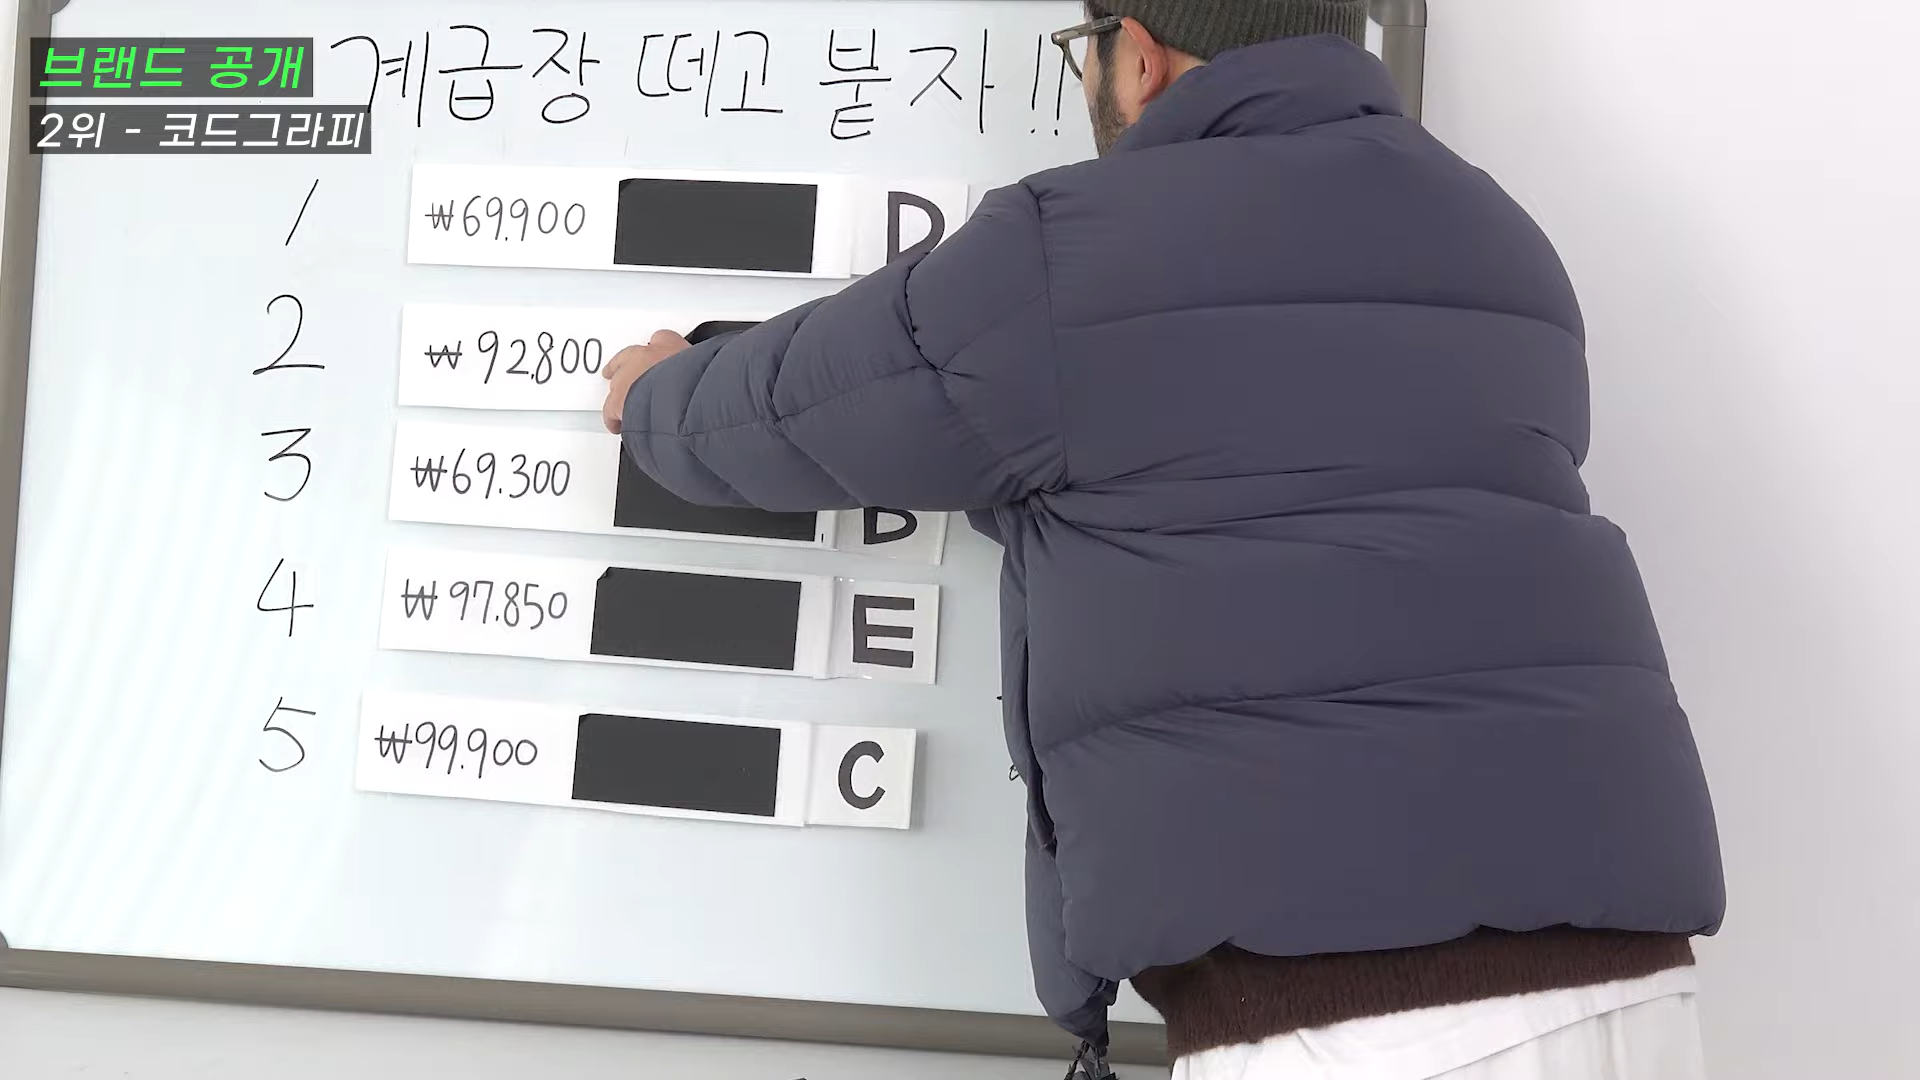 브랜드 공개
2위 - 코드그라피
계급장 떼고 붙자!!
1 ₩69.900 D
2 ₩92.800
3 ₩69.300 B
4 ₩97.850 E
5 ₩99.900 C